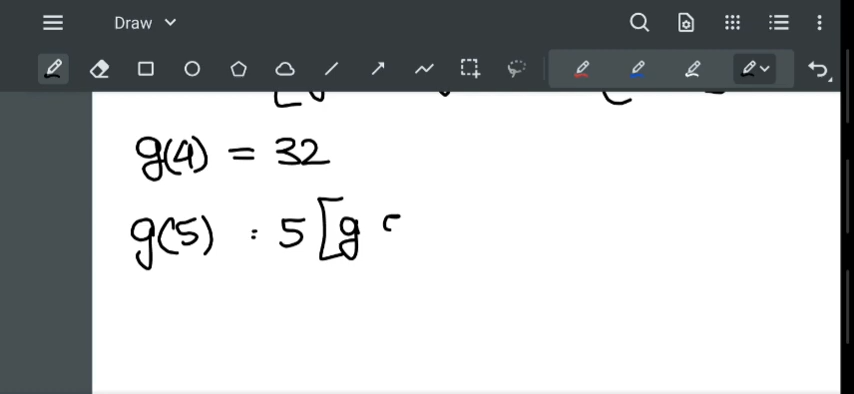 Draw
g(4) = 32
g(5) : 5 [g